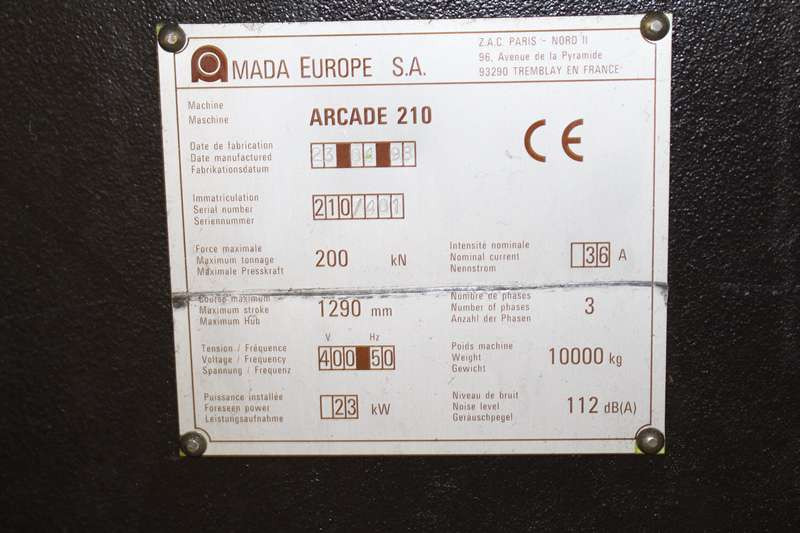 AMADA EUROPE S.A.
Z.A.C. PARIS - NORD II
96, Avenue de la Pyramide
93290 TREMBLAY EN FRANCE
Machine
Maschine
ARCADE 210
Date de fabrication
Date manufactured
Fabrikationsdatum
23 04 98
CE
Immatriculation
Serial number
Seriennummer
210/401
Force maximale
Maximum tonnage
Maximale Presskraft
200 kN
Intensité nominale
Nominal current
Nennstrom
36 A
Course maximum
Maximum stroke
Maximum Hub
1290 mm
Nombre de phases
Number of phases
Anzahl der Phasen
3
Tension / Fréquence
Voltage / Frequency
Spannung / Frequenz
V Hz
400 50
Poids machine
Weight
Gewicht
10000 kg
Puissance installée
Foreseen power
Leistungsaufnahme
23 kW
Niveau de bruit
Noise level
Geräuschpegel
112 dB(A)